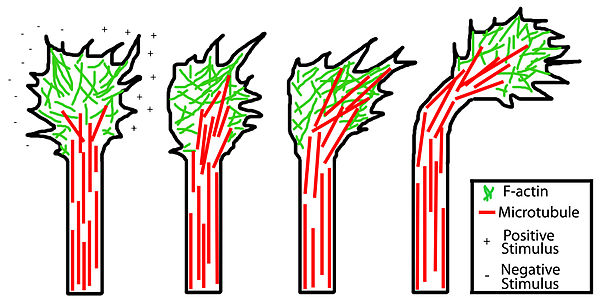 F-actin
Microtubule
+ Positive
Stimulus
- Negative
Stimulus